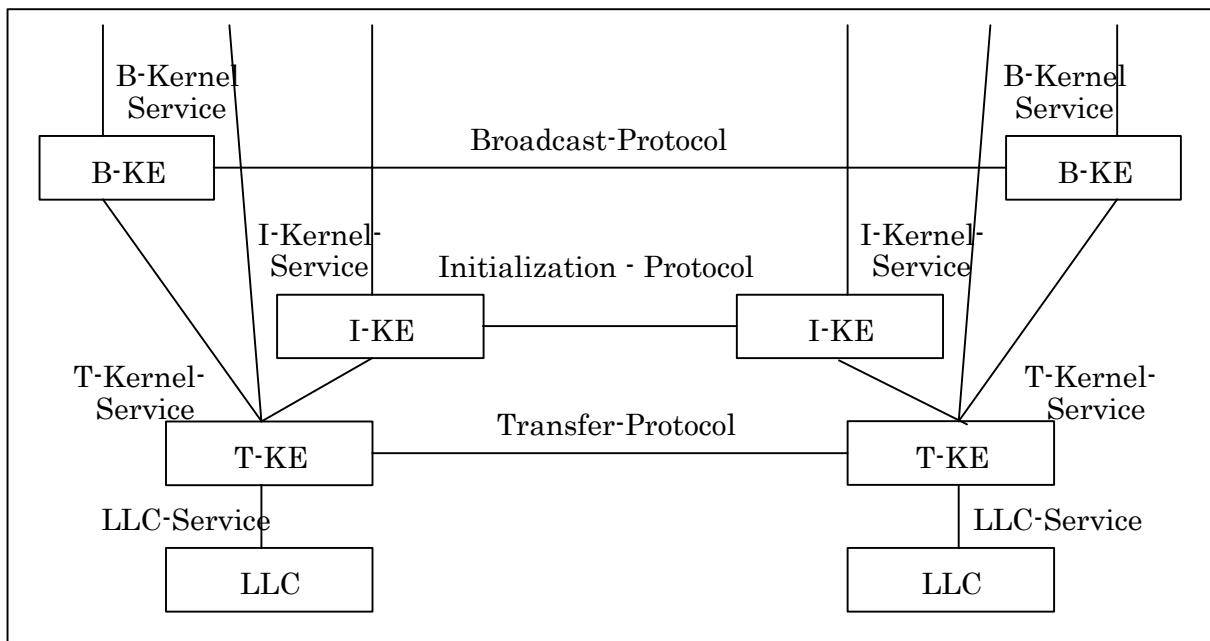 B-Kernel
Service
B-Kernel
Service
Broadcast-Protocol
B-KE
B-KE
I-Kernel-
Service
Initialization - Protocol
I-Kernel-
Service
I-KE
I-KE
T-Kernel-
Service
Transfer-Protocol
T-Kernel-
Service
T-KE
T-KE
LLC-Service
LLC-Service
LLC
LLC